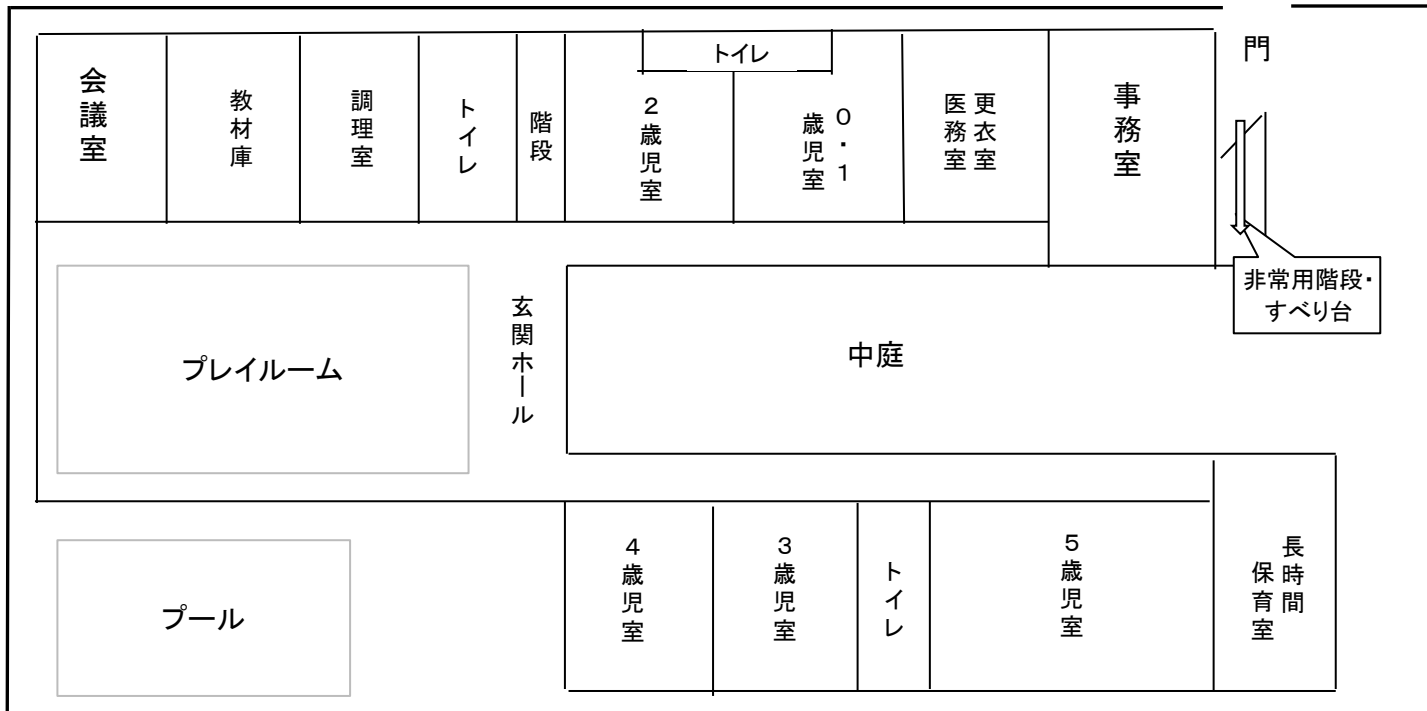 門
会議室
教材庫
調理室
トイレ
階段
2歳児室
トイレ
0・1
歳児室
更衣室
医務室
事務室
非常用階段・
すべり台
プレイルーム
玄関ホール
中庭
プール
4歳児室
3歳児室
トイレ
5歳児室
長時間
保育室